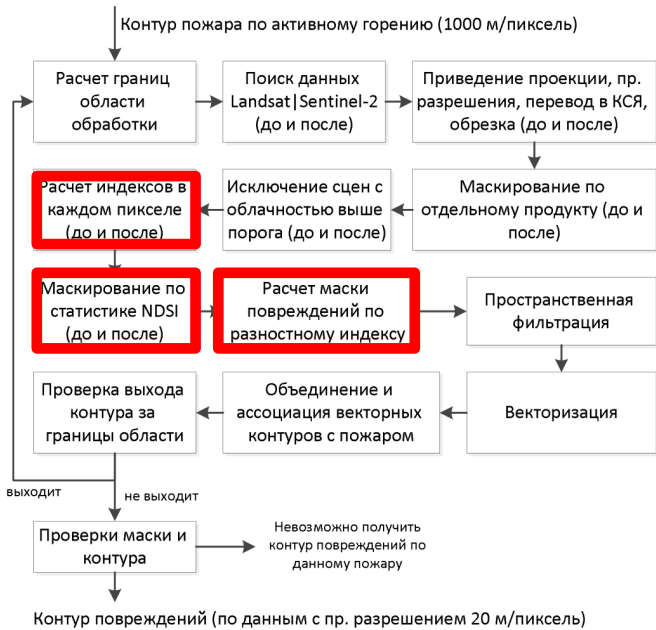 Контур пожара по активному горению (1000 м/пиксель)
Расчет границ
области
обработки
Поиск данных
Landsat|Sentinel-2
(до и после)
Приведение проекции, пр.
разрешения, перевод в КСЯ,
обрезка (до и после)
Расчет индексов в
каждом пикселе
(до и после)
Исключение сцен с
облачностью выше
порога (до и после)
Маскирование по
отдельному продукту (до и
после)
Маскирование по
статистике NDSI
(до и после)
Расчет маски
повреждений по
разностному индексу
Пространственная
фильтрация
Проверка выхода
контура за
границы области
Объединение и
ассоциация векторных
контуров с пожаром
Векторизация
выходит
не выходит
Проверки маски и
контура
Невозможно получить
контур повреждений по
данному пожару
Контур повреждений (по данным с пр. разрешением 20 м/пиксель)